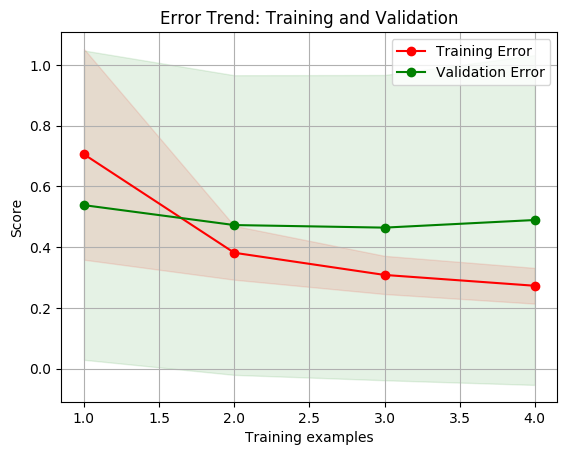 Error Trend: Training and Validation
Training Error
Validation Error
1.0
0.8
0.6
0.4
0.2
0.0
Score
1.0 1.5 2.0 2.5 3.0 3.5 4.0
Training examples